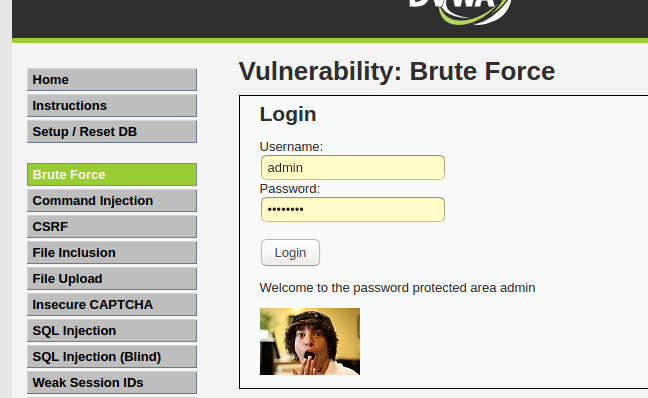 DVWA
Home
Instructions
Setup / Reset DB
Brute Force
Command Injection
CSRF
File Inclusion
File Upload
Insecure CAPTCHA
SQL Injection
SQL Injection (Blind)
Weak Session IDs
Vulnerability: Brute Force
Login
Username:
admin
Password:
••••••••
Login
Welcome to the password protected area admin